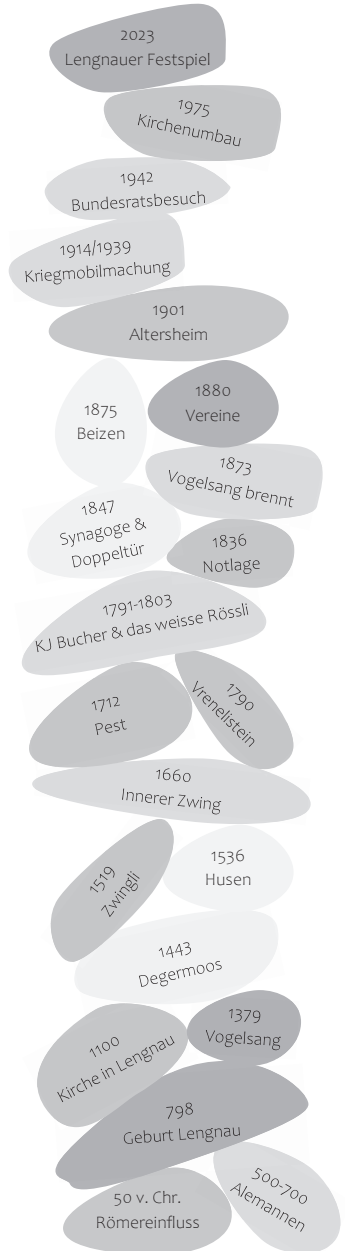 2023
Lengnauer Festspiel
1975
Kirchenumbau
1942
Bundesratsbesuch
1914/1939
Kriegmobilmachung
1901
Altersheim
1880
Vereine
1875
Beizen
1873
Vogelsang brennt
1847
Synagoge &
Doppeltür
1836
Notlage
1791-1803
KJ Bucher & das weisse Rössli
1790
Vrenelistein
1712
Pest
1660
Innerer Zwing
1519
Zwingli
1536
Husen
1443
Degermoos
1379
Vogelsang
1100
Kirche in Lengnau
798
Geburt Lengnau
500-700
Alemannen
50 v. Chr.
Römereinfluss